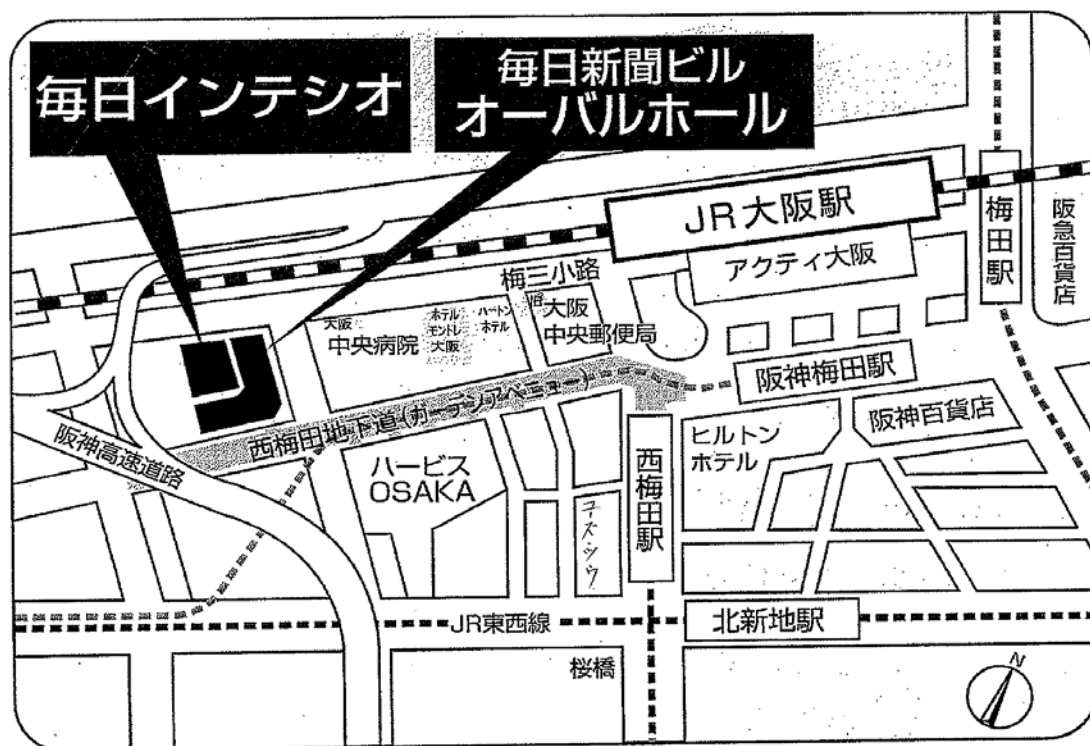 毎日インテシオ
毎日新聞ビル
オーバルホール
JR大阪駅
梅田駅
阪急百貨店
アクティ大阪
梅三小路
旧大阪
中央郵便局
大阪
中央病院
ホテル
モントレ
大阪
ハートン
ホテル
阪神梅田駅
阪神百貨店
西梅田地下道(ガーデンアベニュー)
阪神高速道路
ハービス
OSAKA
西梅田駅
ヒルトン
ホテル
JR東西線
北新地駅
桜橋
N